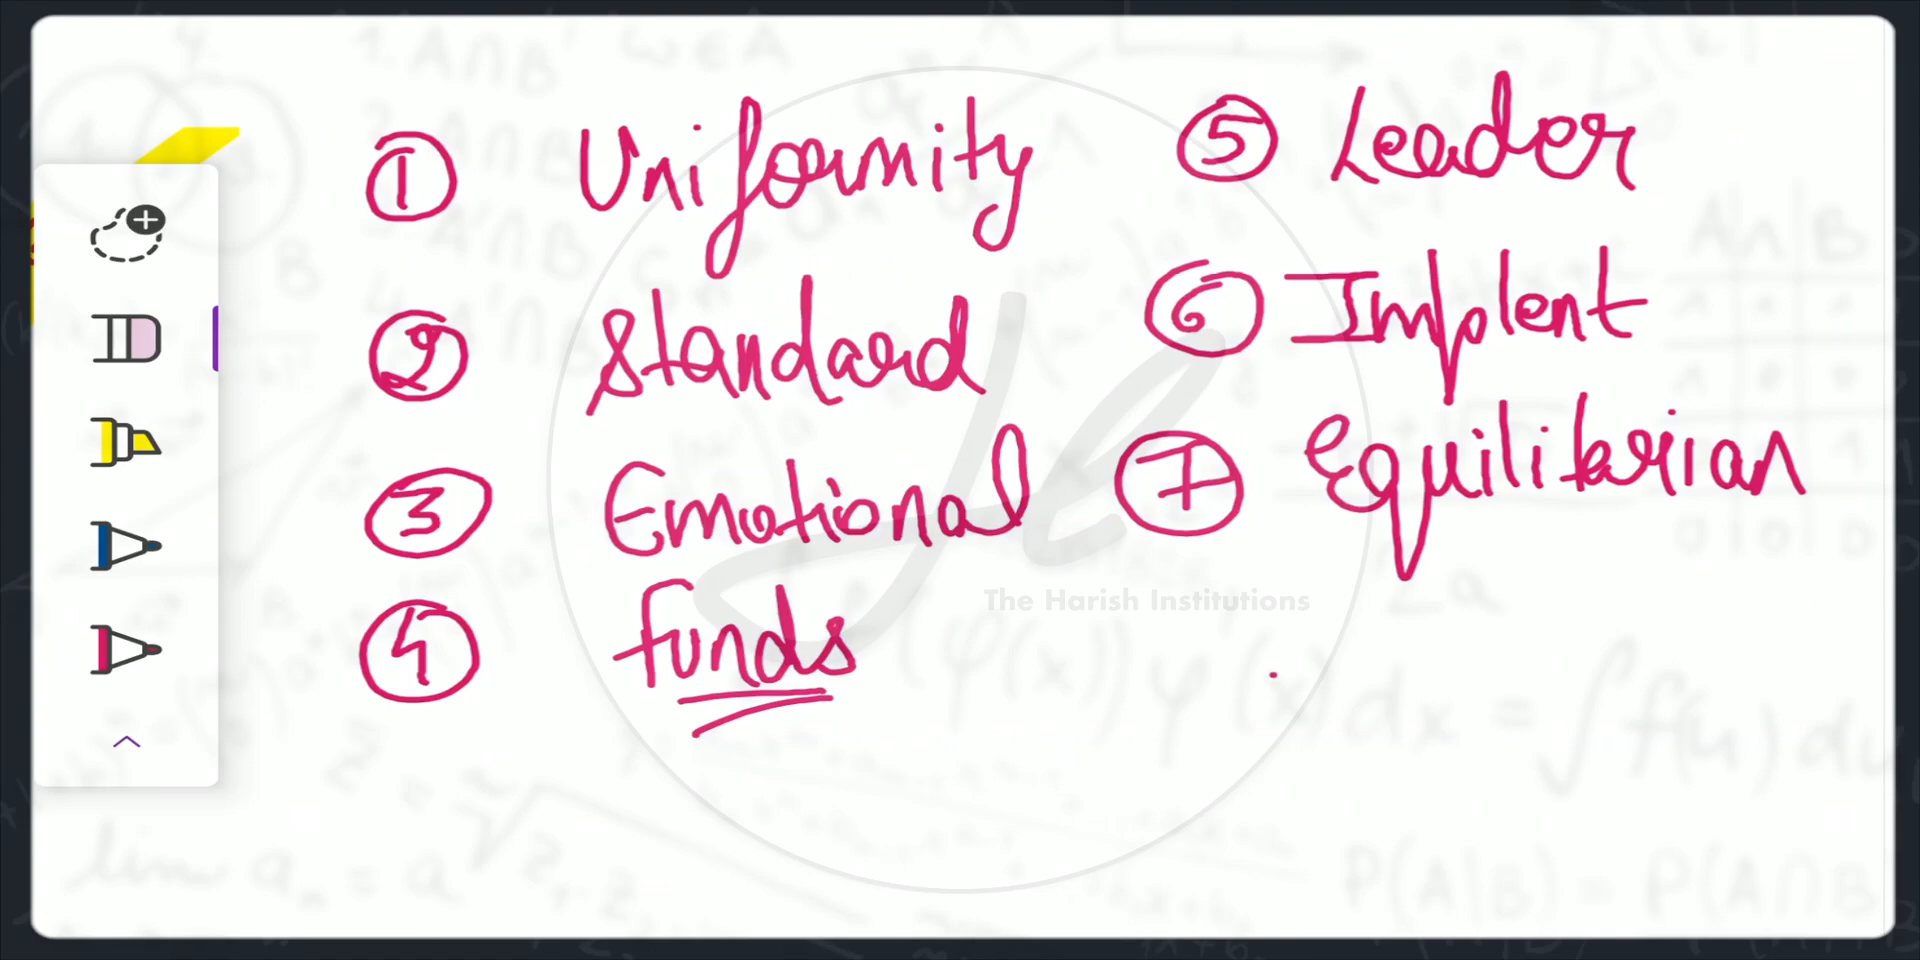 ① Uniformity
② Standard
③ Emotional
④ funds
⑤ Leader
⑥ Implent
⑦ Equilibrian
The Harish Institutions